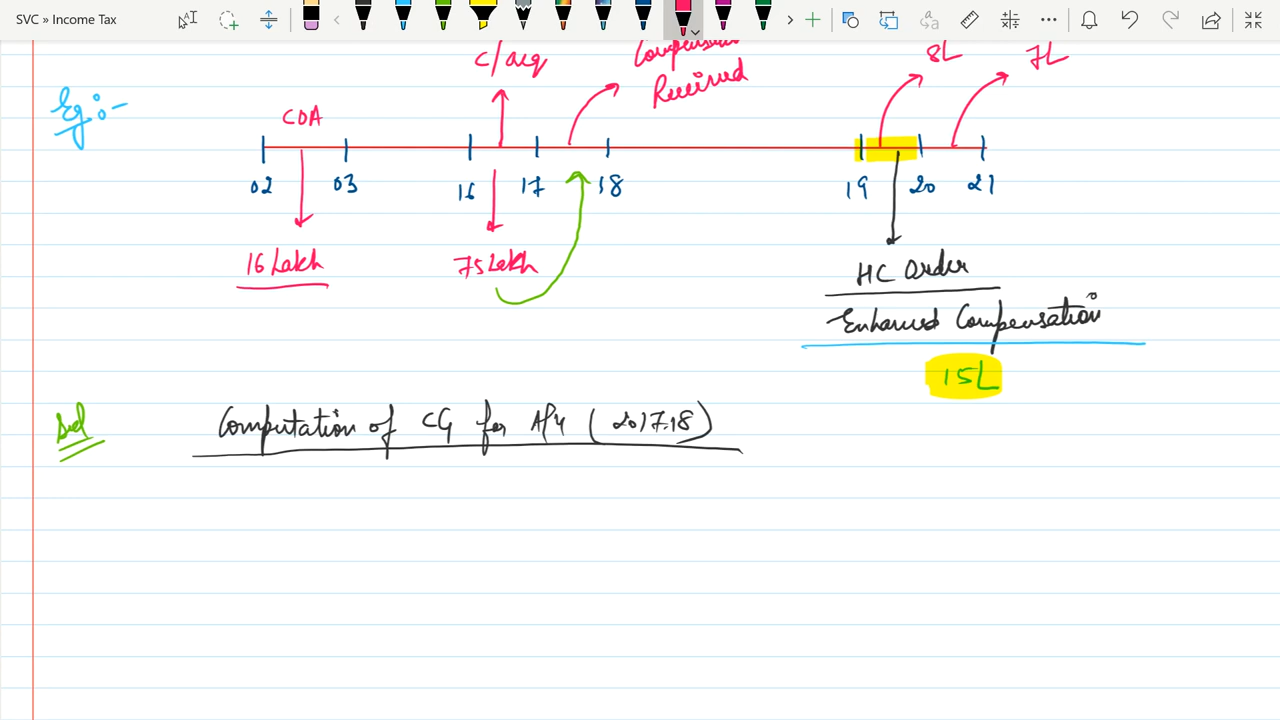 SVC » Income Tax
C/acq
Compensation
Received
8L
7L
Eg:-
COA
02 03 16 17 18 19 20 21
16 Lakh
75 Lakh
HC Order
Enhanced Compensation
15L
Sol
Computation of CG for A/Y (2017-18)